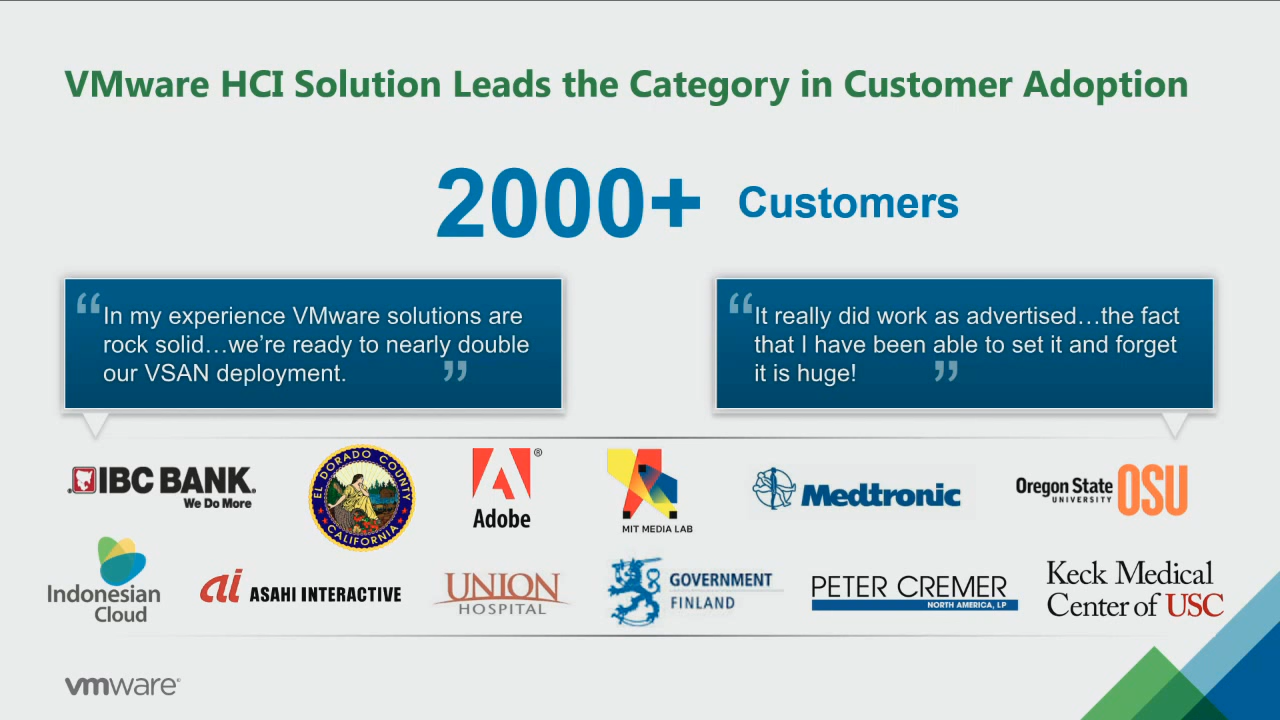 VMware HCI Solution Leads the Category in Customer Adoption
2000+ Customers
“In my experience VMware solutions are
rock solid…we’re ready to nearly double
our VSAN deployment. ”
“It really did work as advertised…the fact
that I have been able to set it and forget
it is huge! ”
IBC BANK.
We Do More
EL DORADO COUNTY
CALIFORNIA
Adobe®
MIT MEDIA LAB
Medtronic
Oregon State
UNIVERSITY
OSU
Indonesian
Cloud
ai ASAHI INTERACTIVE
UNION
HOSPITAL
GOVERNMENT
FINLAND
PETER CREMER
NORTH AMERICA, LP
Keck Medical
Center of USC
vmware®